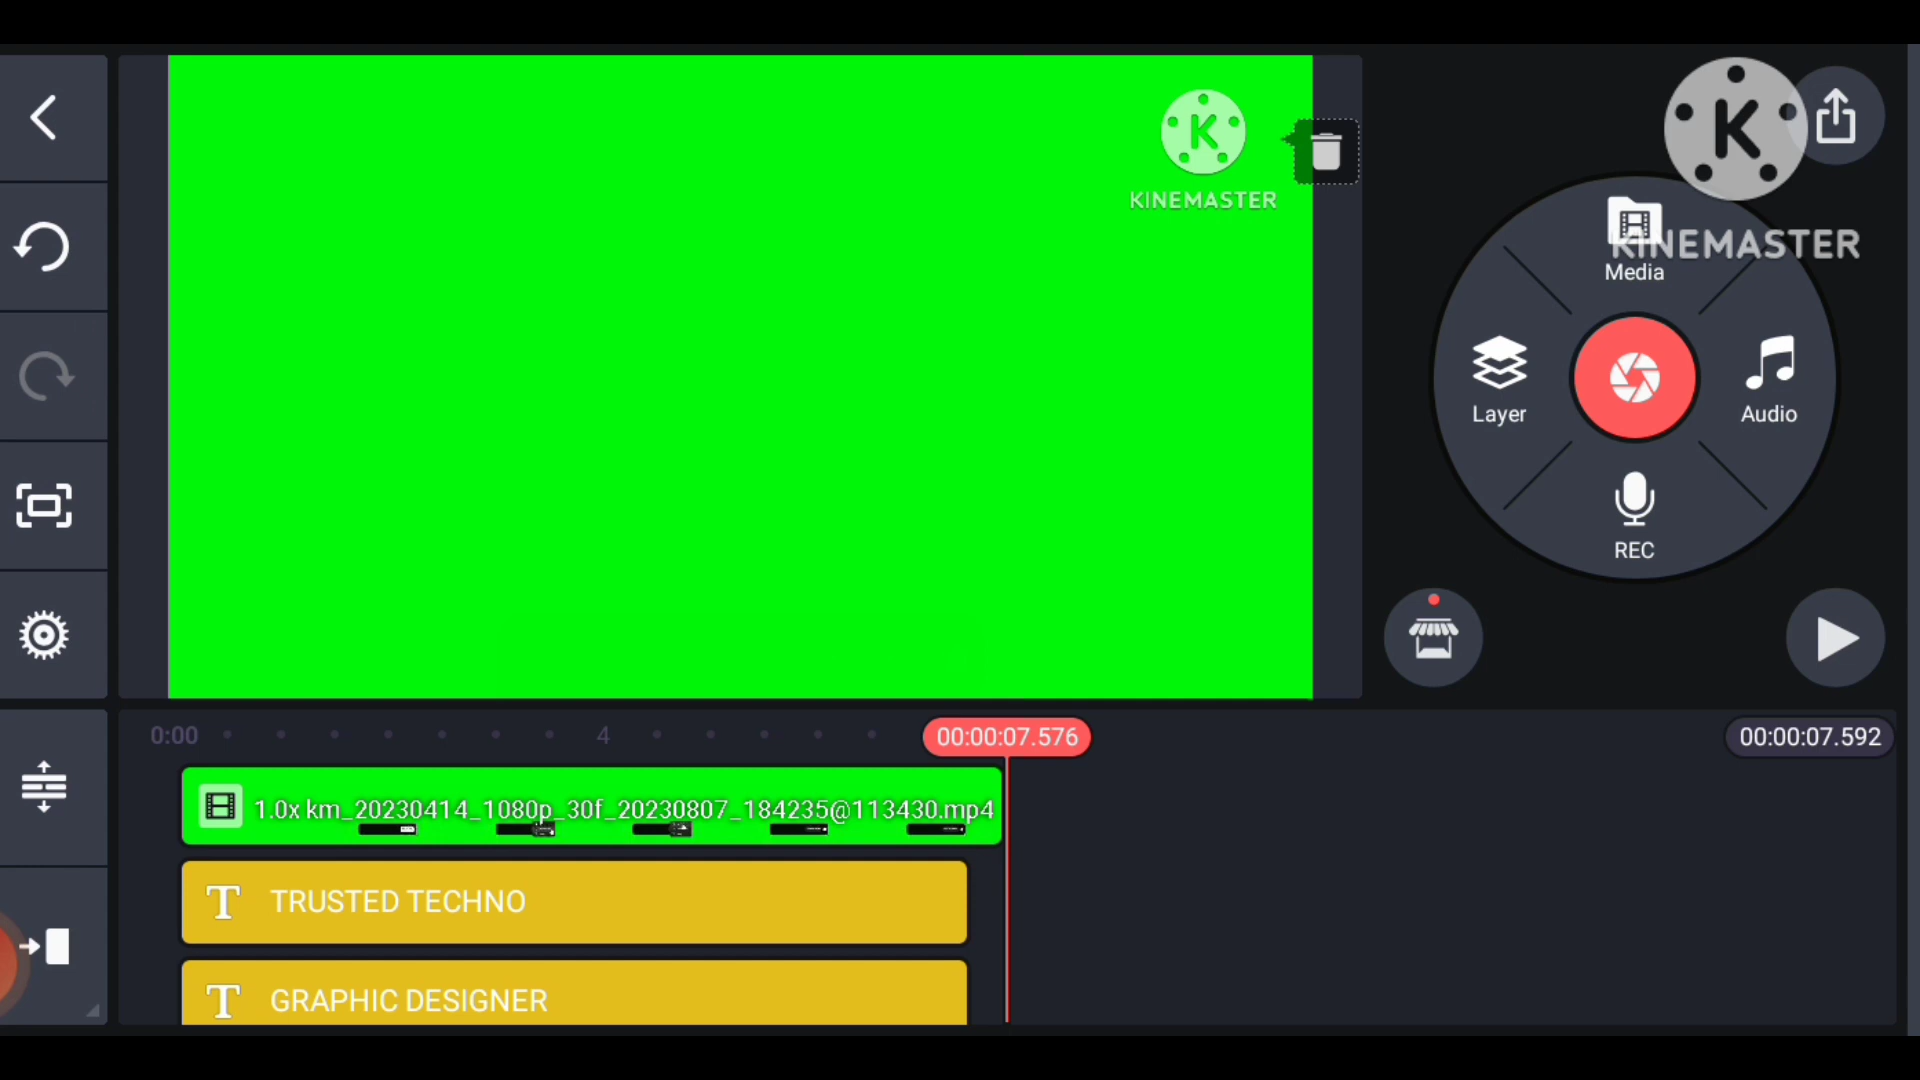 K
KINEMASTER
K
KINEMASTER
Media
Layer
Audio
REC
0:00
4
00:00:07.576
00:00:07.592
1.0x km_20230414_1080p_30f_20230807_184235@113430.mp4
T TRUSTED TECHNO
T GRAPHIC DESIGNER